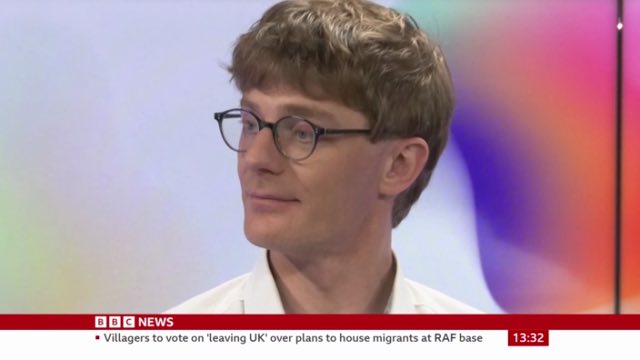 BBC NEWS
▪ Villagers to vote on 'leaving UK' over plans to house migrants at RAF base 13:32